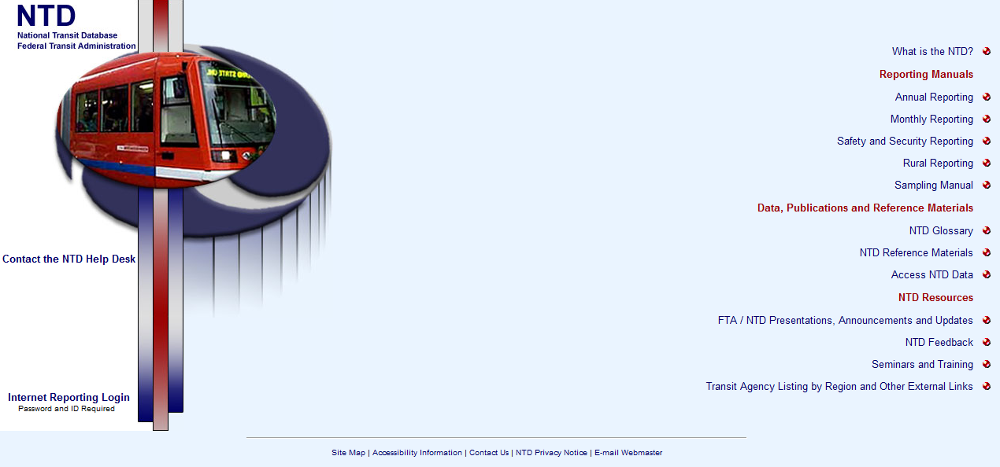 NTD
National Transit Database
Federal Transit Administration
What is the NTD?
Reporting Manuals
Annual Reporting
Monthly Reporting
Safety and Security Reporting
Rural Reporting
Sampling Manual
Data, Publications and Reference Materials
NTD Glossary
NTD Reference Materials
Access NTD Data
NTD Resources
FTA / NTD Presentations, Announcements and Updates
NTD Feedback
Seminars and Training
Transit Agency Listing by Region and Other External Links
Contact the NTD Help Desk
Internet Reporting Login
Password and ID Required
Site Map | Accessibility Information | Contact Us | NTD Privacy Notice | E-mail Webmaster